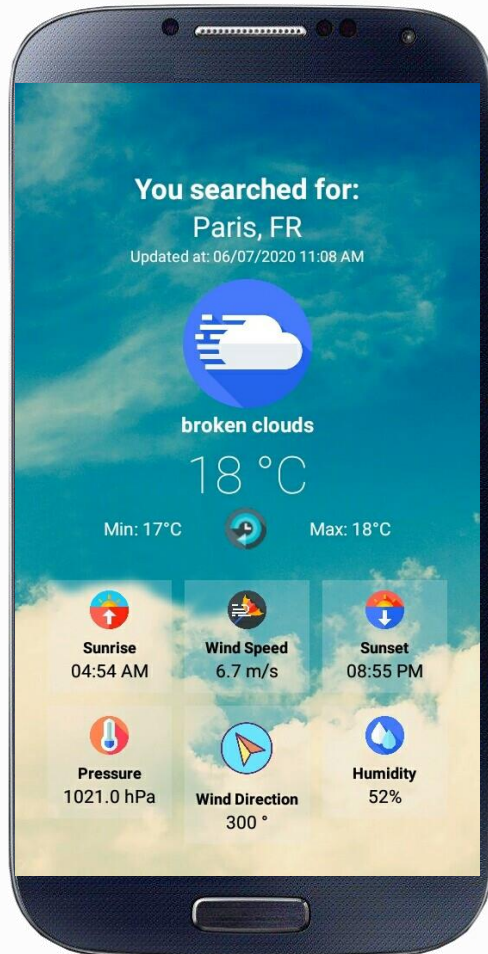 You searched for:
Paris, FR
Updated at: 06/07/2020 11:08 AM
broken clouds
18 °C
Min: 17°C
Max: 18°C
Sunrise
04:54 AM
Wind Speed
6.7 m/s
Sunset
08:55 PM
Pressure
1021.0 hPa
Wind Direction
300 °
Humidity
52%